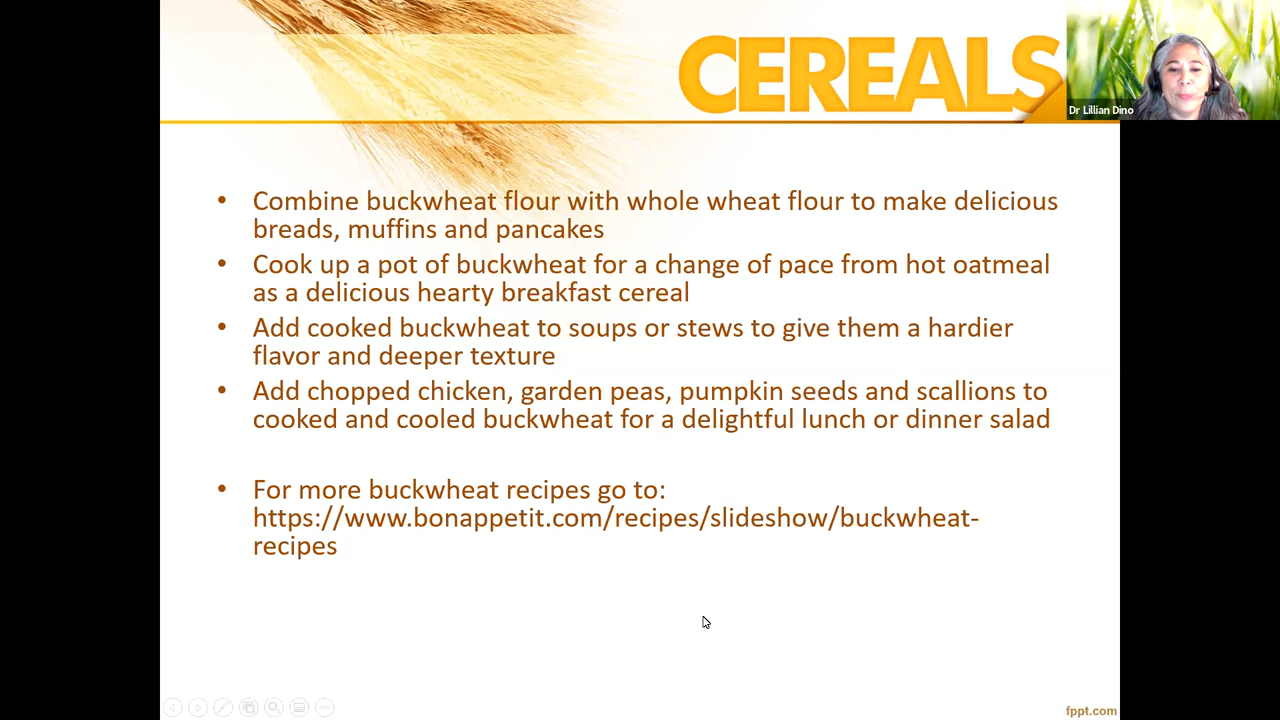 CEREALS
Dr Lillian Dino
• Combine buckwheat flour with whole wheat flour to make delicious
breads, muffins and pancakes
• Cook up a pot of buckwheat for a change of pace from hot oatmeal
as a delicious hearty breakfast cereal
• Add cooked buckwheat to soups or stews to give them a hardier
flavor and deeper texture
• Add chopped chicken, garden peas, pumpkin seeds and scallions to
cooked and cooled buckwheat for a delightful lunch or dinner salad
• For more buckwheat recipes go to:
https://www.bonappetit.com/recipes/slideshow/buckwheat-
recipes
fppt.com